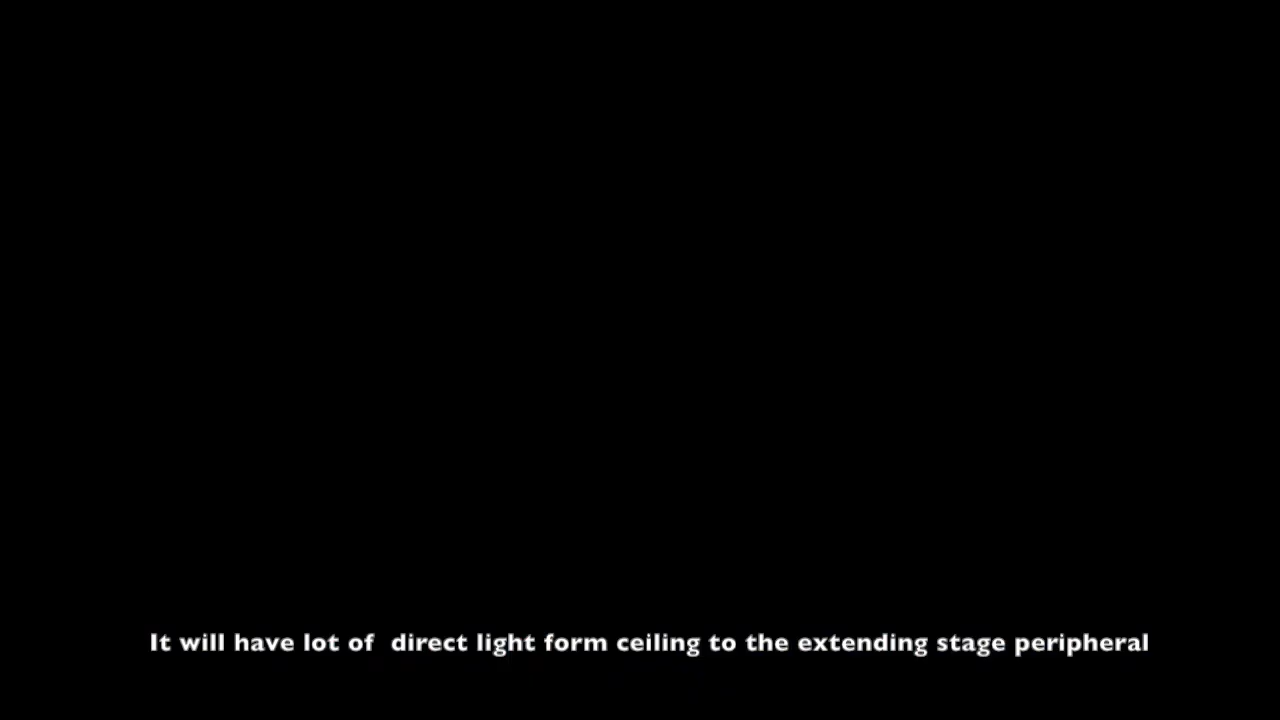 It will have lot of  direct light form ceiling to the extending stage peripheral